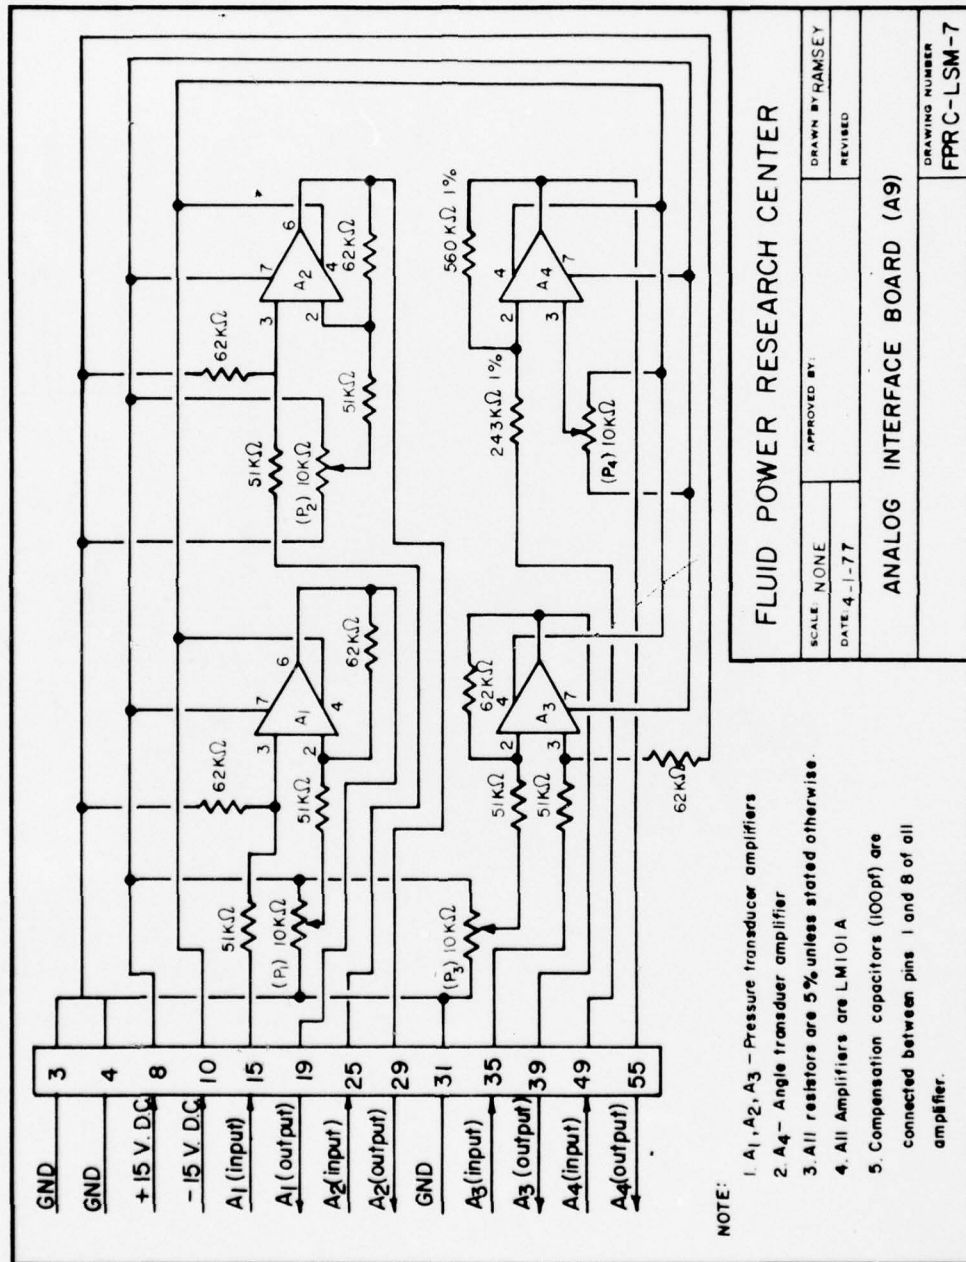 GND 3
GND 4
+15 V. D.C. 8
-15 V. D.C. 10
A1 (input) 15
A1 (output) 19
A2 (input) 25
A2 (output) 29
GND 31
A3 (input) 35
A3 (output) 39
A4 (input) 49
A4 (output) 55
51KΩ
62KΩ
(P1) 10KΩ
51KΩ
3
2
A1
7
6
4
62KΩ
51KΩ
62KΩ
(P2) 10KΩ
51KΩ
3
2
A2
7
6
4
62KΩ
(P3) 10KΩ
51KΩ
51KΩ
2
3
A3
4
7
62KΩ
62KΩ
243KΩ 1%
(P4) 10KΩ
2
3
A4
4
7
560KΩ 1%
NOTE:
1. A1, A2, A3 - Pressure transducer amplifiers
2. A4 - Angle transduer amplifier
3. All resistors are 5% unless stated otherwise.
4. All Amplifiers are LM101A
5. Compensation capacitors (100pf) are
connected between pins 1 and 8 of all
amplifier.
FLUID POWER RESEARCH CENTER
SCALE: NONE
APPROVED BY:
DRAWN BY RAMSEY
DATE: 4-1-77
REVISED
ANALOG INTERFACE BOARD (A9)
DRAWING NUMBER
FPRC-LSM-7